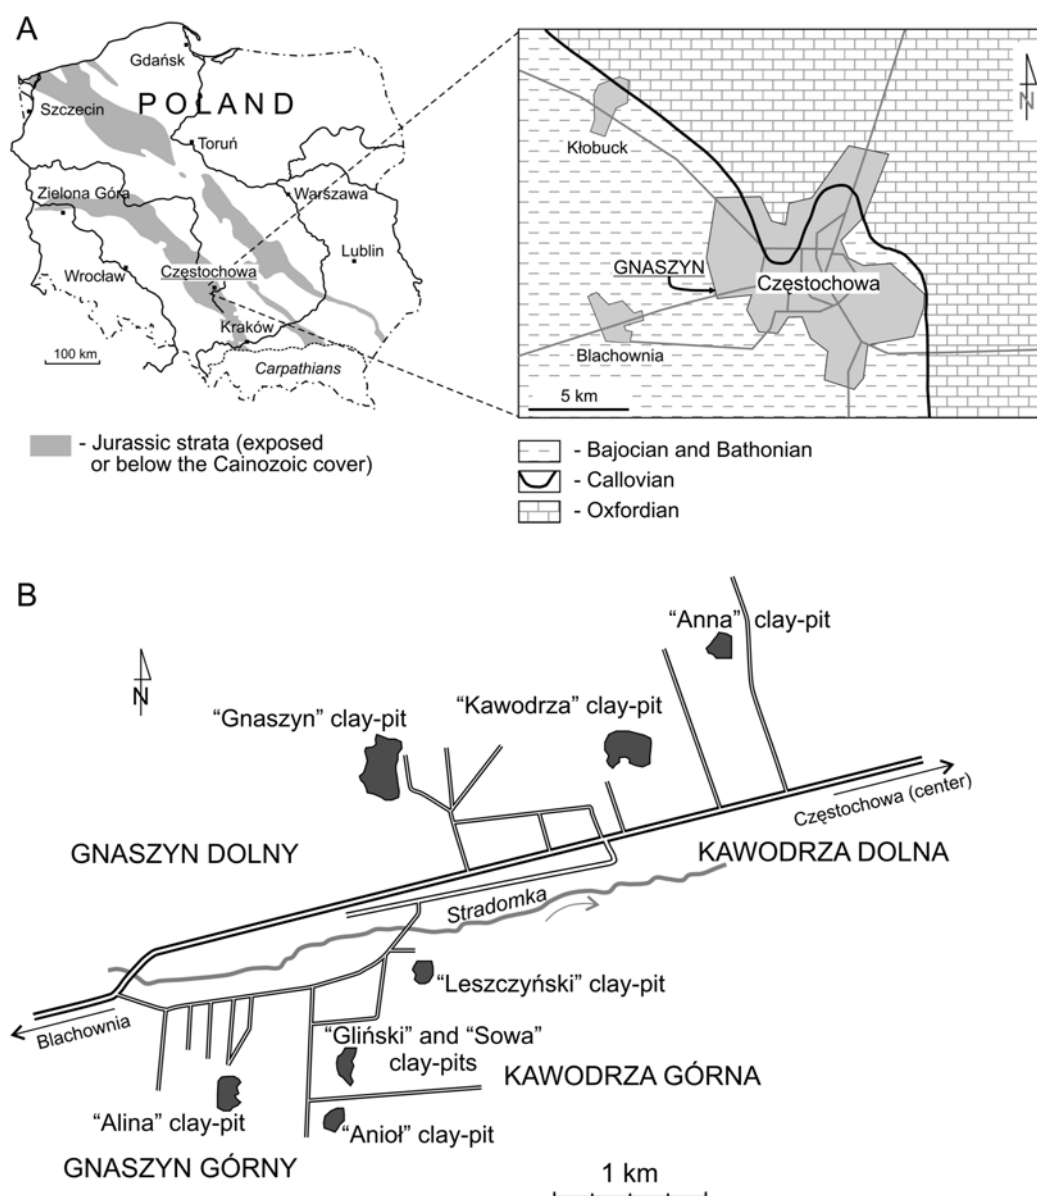 A
Gdańsk
POLAND
Szczecin
Toruń
Zielona Góra
Warszawa
Wrocław
Częstochowa
Lublin
Kraków
100 km
Carpathians
- Jurassic strata (exposed
or below the Cainozoic cover)
N
Kłobuck
GNASZYN
Częstochowa
Blachownia
5 km
- Bajocian and Bathonian
- Callovian
- Oxfordian
B
N
"Anna" clay-pit
"Gnaszyn" clay-pit
"Kawodrza" clay-pit
Częstochowa (center)
GNASZYN DOLNY
KAWODRZA DOLNA
Stradomka
"Leszczyński" clay-pit
Blachownia
"Gliński" and "Sowa"
clay-pits
KAWODRZA GÓRNA
"Alina" clay-pit
"Anioł" clay-pit
GNASZYN GÓRNY
1 km